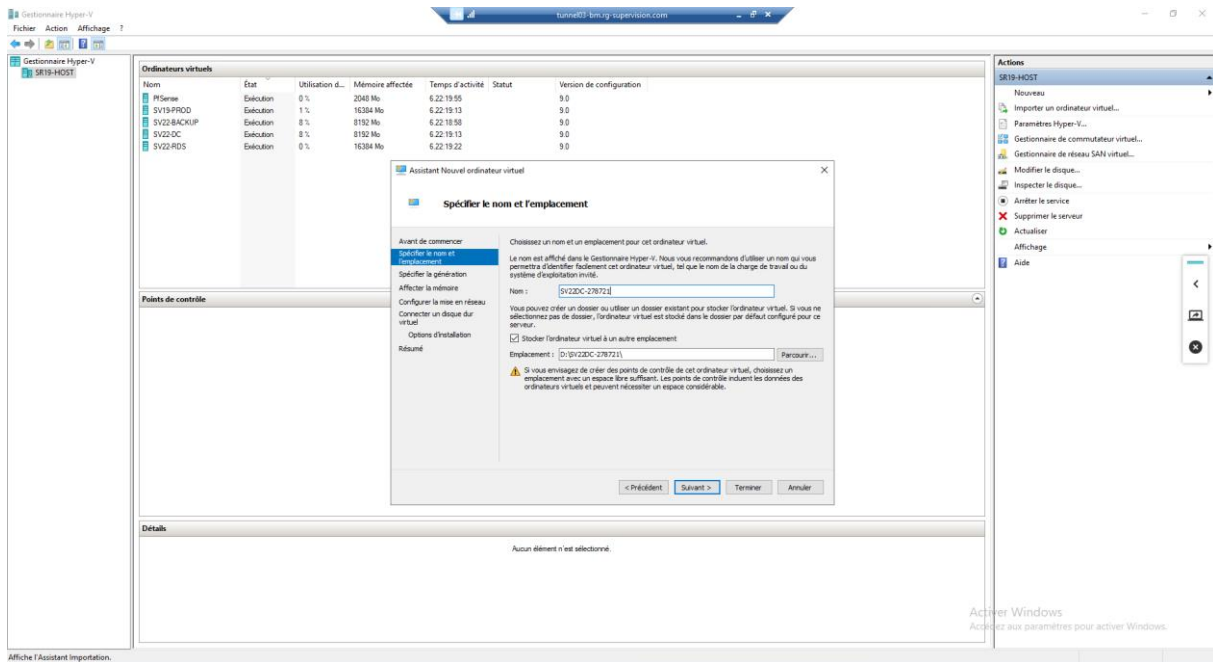 Gestionnaire Hyper-V
tunnel03-bm.rg-supervision.com
Fichier Action Affichage ?
Gestionnaire Hyper-V
SR19-HOST
Ordinateurs virtuels
Nom État Utilisation d... Mémoire affectée Temps d'activité Statut Version de configuration
PfSense Exécution 0 % 2048 Mo 6.22:19:55 9.0
SV19-PROD Exécution 1 % 16384 Mo 6.22:19:13 9.0
SV22-BACKUP Exécution 8 % 8192 Mo 6.22:18:58 9.0
SV22-DC Exécution 8 % 8192 Mo 6.22:19:13 9.0
SV22-RDS Exécution 0 % 16384 Mo 6.22:19:22 9.0
Assistant Nouvel ordinateur virtuel
Spécifier le nom et l'emplacement
Avant de commencer
Spécifier le nom et
l'emplacement
Spécifier la génération
Affecter la mémoire
Configurer la mise en réseau
Connecter un disque dur
virtuel
Options d'installation
Résumé
Choisissez un nom et un emplacement pour cet ordinateur virtuel.
Le nom est affiché dans le Gestionnaire Hyper-V. Nous vous recommandons d'utiliser un nom qui vous
permettra d'identifier facilement cet ordinateur virtuel, tel que le nom de la charge de travail ou du
système d'exploitation invité.
Nom : SV22DC-278721
Vous pouvez créer un dossier ou utiliser un dossier existant pour stocker l'ordinateur virtuel. Si vous ne
sélectionnez pas de dossier, l'ordinateur virtuel est stocké dans le dossier par défaut configuré pour ce
serveur.
Stocker l'ordinateur virtuel à un autre emplacement
Emplacement : D:\SV22DC-278721\ Parcourir...
Si vous envisagez de créer des points de contrôle de cet ordinateur virtuel, choisissez un
emplacement avec un espace libre suffisant. Les points de contrôle incluent les données des
ordinateurs virtuels et peuvent nécessiter un espace considérable.
< Précédent Suivant > Terminer Annuler
Points de contrôle
Détails
Aucun élément n'est sélectionné.
Actions
SR19-HOST
Nouveau
Importer un ordinateur virtuel...
Paramètres Hyper-V...
Gestionnaire de commutateur virtuel...
Gestionnaire de réseau SAN virtuel...
Modifier le disque...
Inspecter le disque...
Arrêter le service
Supprimer le serveur
Actualiser
Affichage
Aide
Activer Windows
Accédez aux paramètres pour activer Windows.
Affiche l'Assistant Importation.